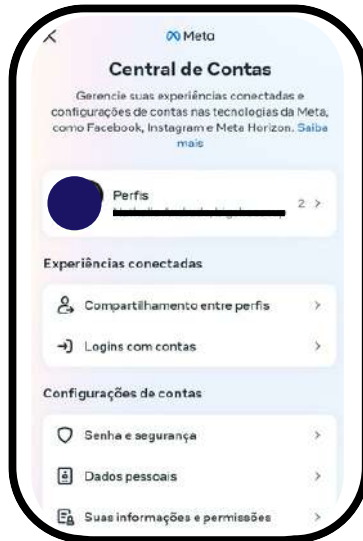 Meta
Central de Contas
Gerencie suas experiências conectadas e
configurações de contas nas tecnologias da Meta,
como Facebook, Instagram e Meta Horizon. Saiba
mais
Perfis
2
Experiências conectadas
Compartilhamento entre perfis
Logins com contas
Configurações de contas
Senha e segurança
Dados pessoais
Suas informações e permissões